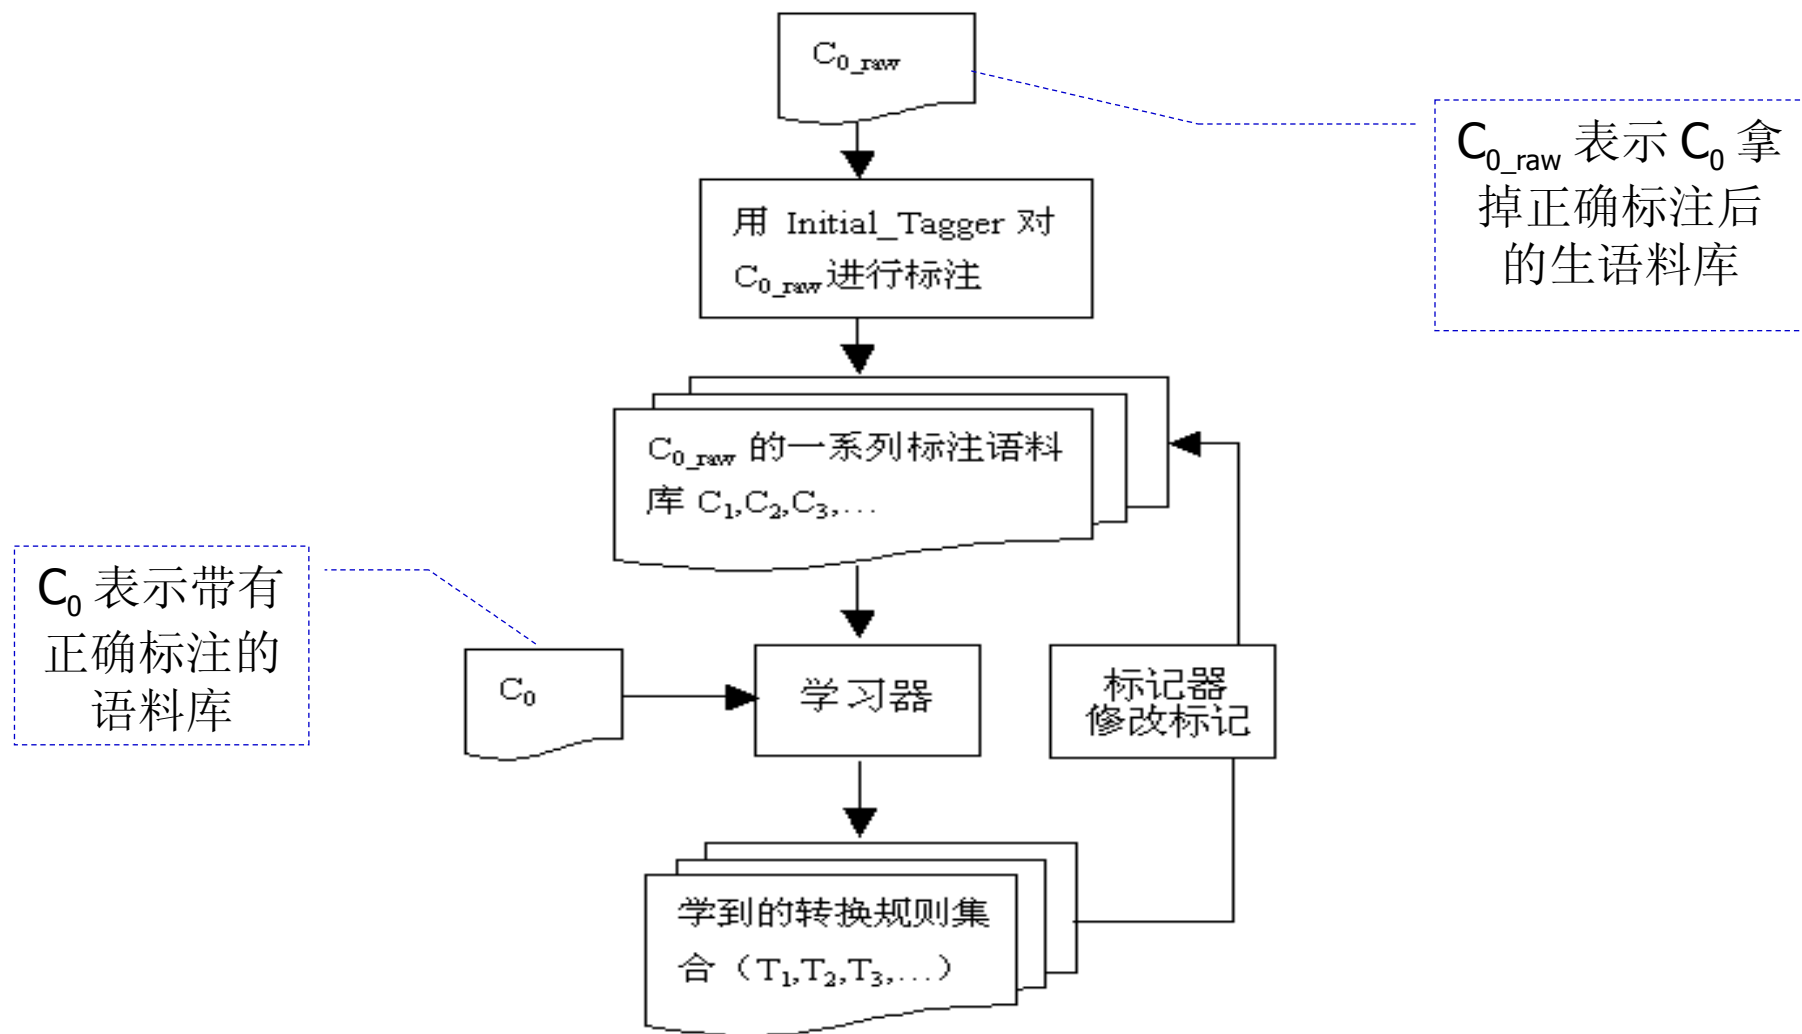 C₀_raw
C₀_raw 表示 C₀ 拿
掉正确标注后
的生语料库
用 Initial_Tagger 对
C₀_raw进行标注
C₀_raw 的一系列标注语料
库 C₁,C₂,C₃,…
C₀ 表示带有
正确标注的
语料库
C₀
学习器
标记器
修改标记
学到的转换规则集
合（T₁,T₂,T₃,…）